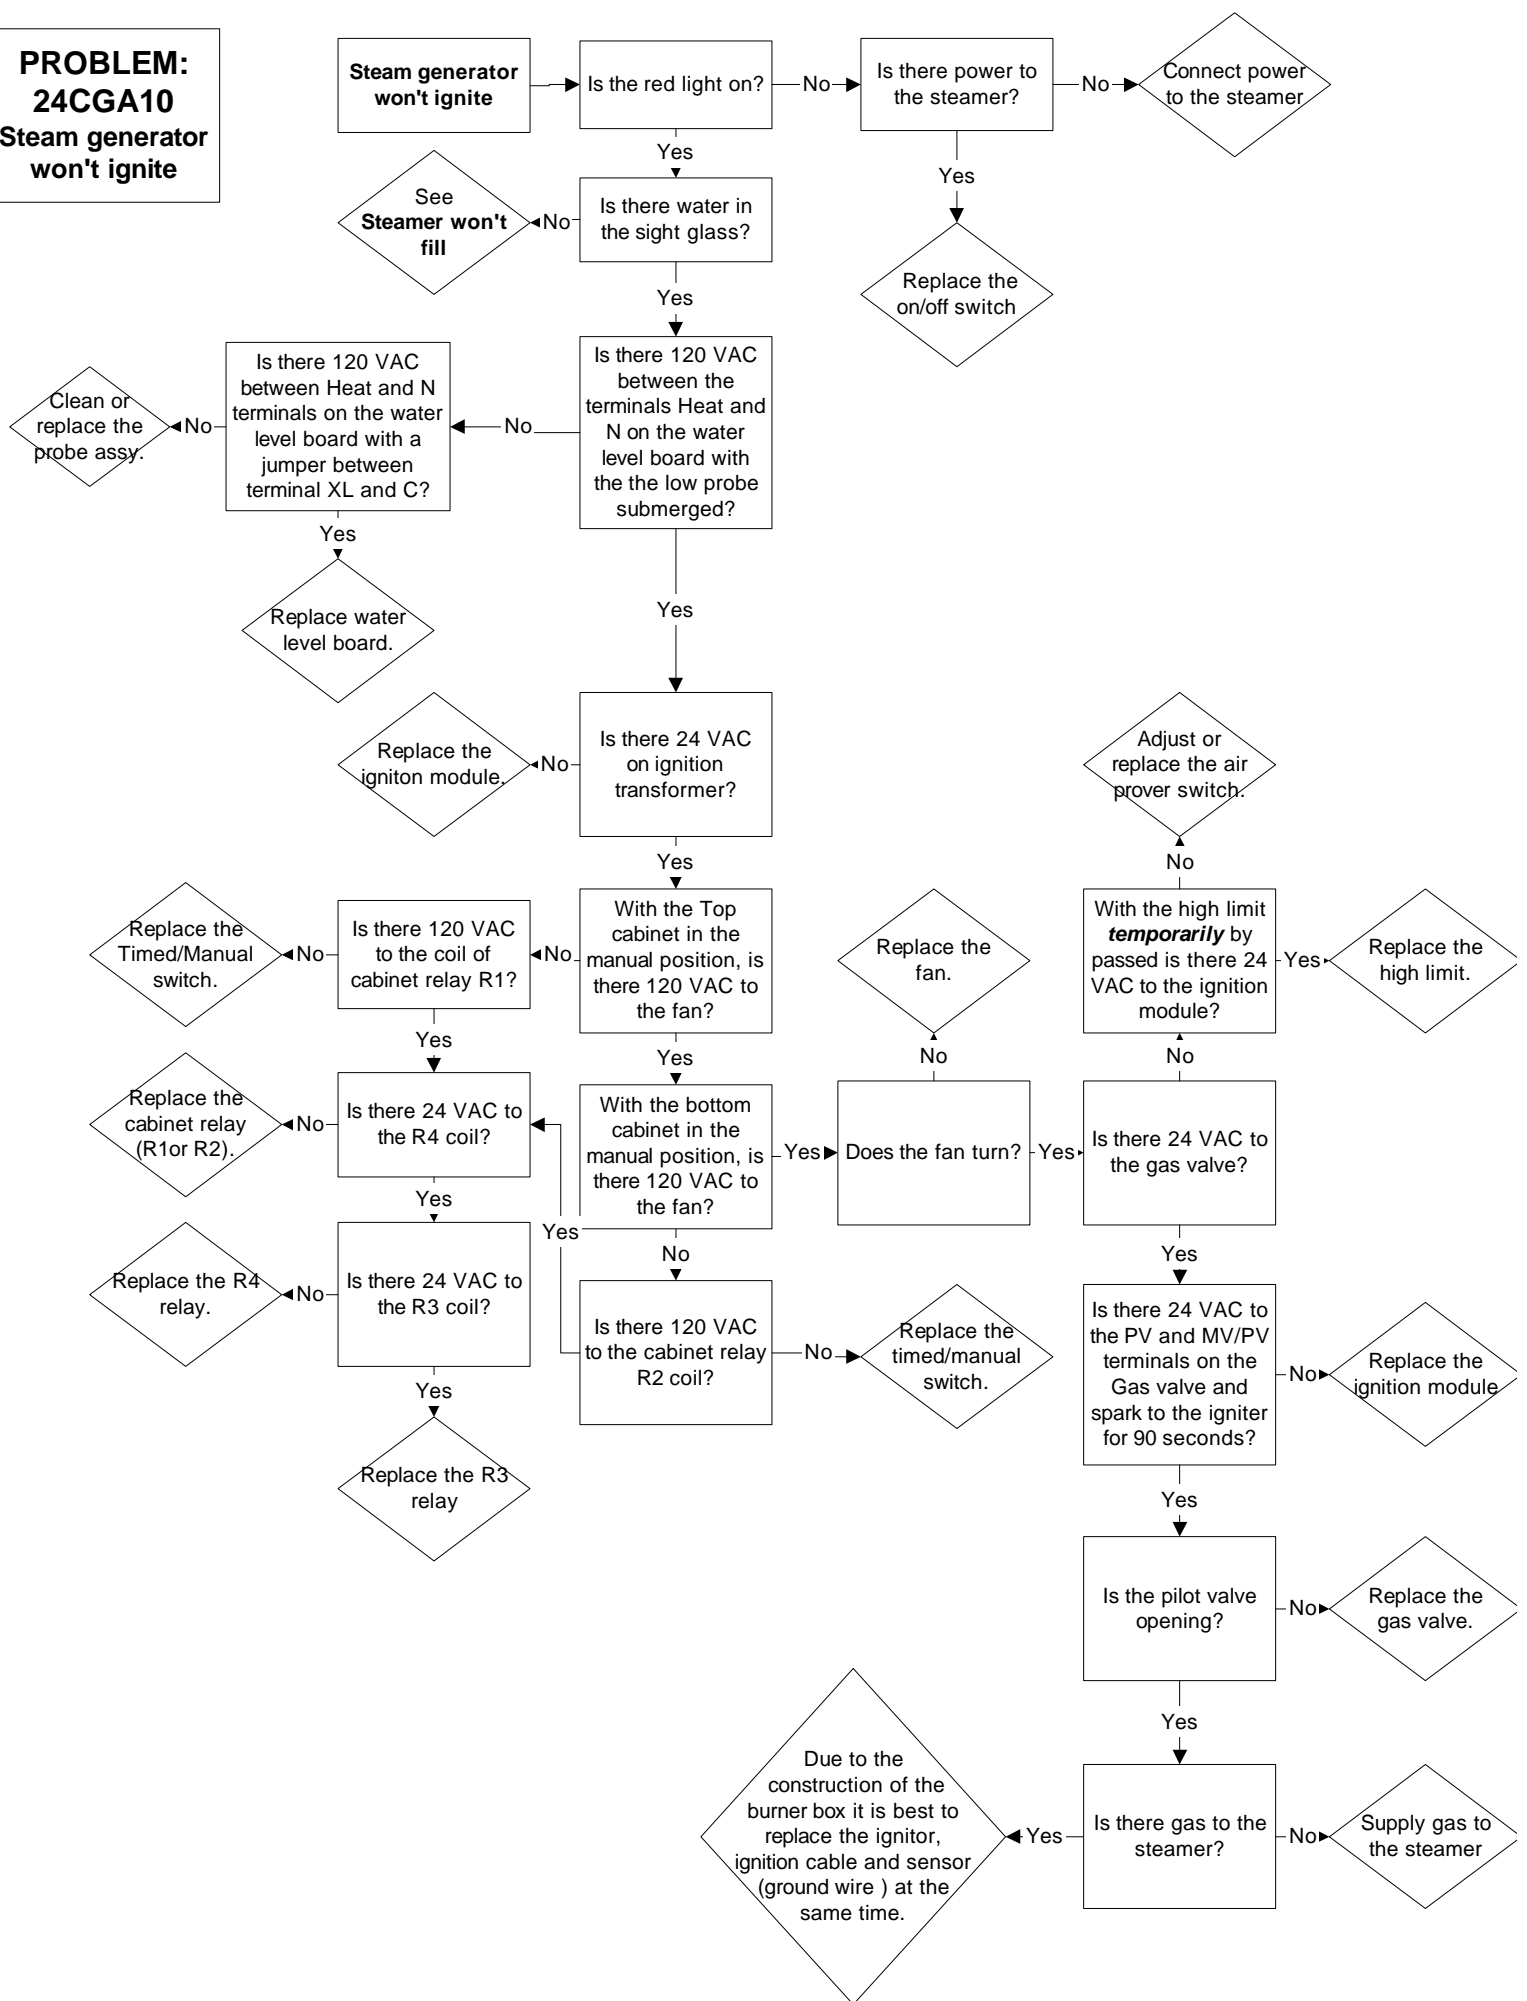 PROBLEM:
24CGA10
Steam generator
won't ignite
Steam generator
won't ignite
Is the red light on?
No
Is there power to
the steamer?
No
Connect power
to the steamer
Yes
Yes
See
Steamer won't
fill
No
Is there water in
the sight glass?
Replace the
on/off switch
Yes
Clean or
replace the
probe assy.
No
Is there 120 VAC
between Heat and N
terminals on the water
level board with a
jumper between
terminal XL and C?
No
Is there 120 VAC
between the
terminals Heat and
N on the water
level board with
the the low probe
submerged?
Yes
Replace water
level board.
Yes
Replace the
igniton module.
No
Is there 24 VAC
on ignition
transformer?
Adjust or
replace the air
prover switch.
Yes
No
Replace the
Timed/Manual
switch.
No
Is there 120 VAC
to the coil of
cabinet relay R1?
No
With the Top
cabinet in the
manual position, is
there 120 VAC to
the fan?
Replace the
fan.
With the high limit
temporarily by
passed is there 24
VAC to the ignition
module?
Yes
Replace the
high limit.
Yes
Yes
No
No
Replace the
cabinet relay
(R1or R2).
No
Is there 24 VAC to
the R4 coil?
With the bottom
cabinet in the
manual position, is
there 120 VAC to
the fan?
Yes
Does the fan turn?
Yes
Is there 24 VAC to
the gas valve?
Yes
Yes
No
Yes
Replace the R4
relay.
No
Is there 24 VAC to
the R3 coil?
Is there 120 VAC
to the cabinet relay
R2 coil?
No
Replace the
timed/manual
switch.
Is there 24 VAC to
the PV and MV/PV
terminals on the
Gas valve and
spark to the igniter
for 90 seconds?
No
Replace the
ignition module
Yes
Replace the R3
relay
Yes
Is the pilot valve
opening?
No
Replace the
gas valve.
Yes
Due to the
construction of the
burner box it is best to
replace the ignitor,
ignition cable and sensor
(ground wire ) at the
same time.
Yes
Is there gas to the
steamer?
No
Supply gas to
the steamer